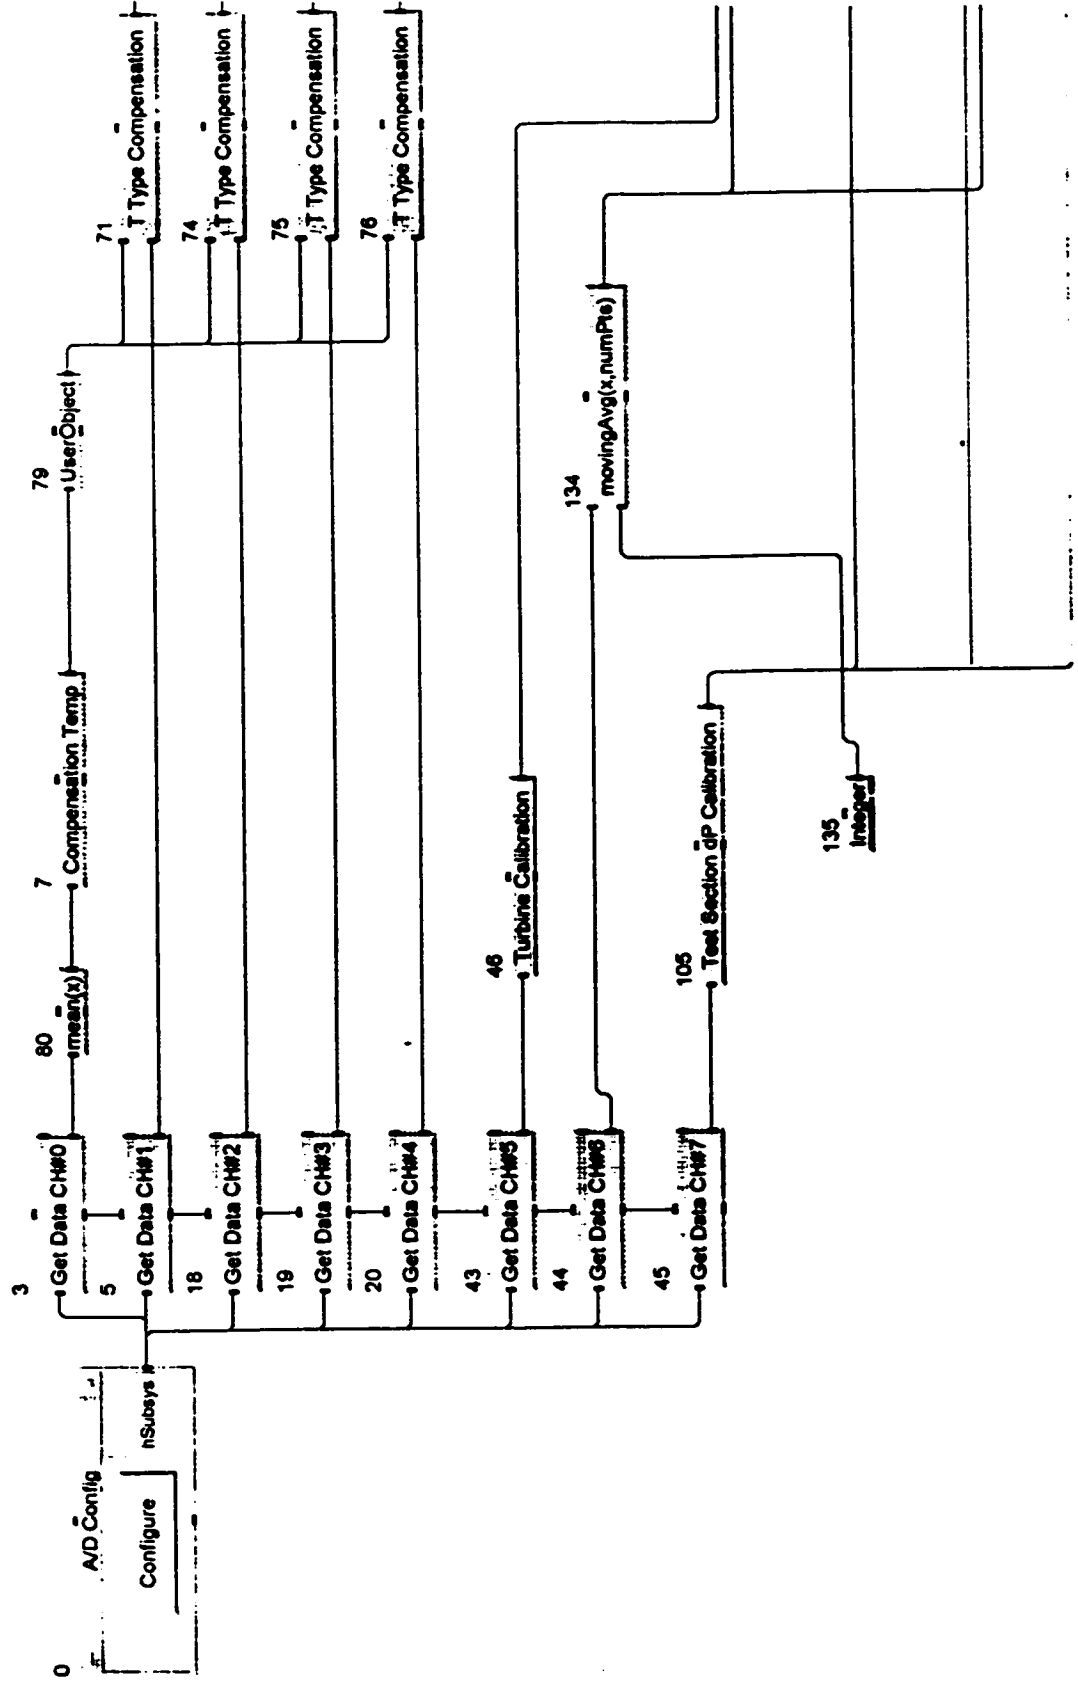 0
A/D Config
Configure
hSubsys
3
Get Data CH#0
5
Get Data CH#1
18
Get Data CH#2
19
Get Data CH#3
20
Get Data CH#4
43
Get Data CH#5
44
Get Data CH#6
45
Get Data CH#7
80
mean(x)
7
Compensation Temp
79
UserObject
71
T Type Compensation
74
T Type Compensation
75
T Type Compensation
76
T Type Compensation
46
Turbine Calibration
134
movingAvg(x,numPts)
105
Test Section dP Calibration
135
Integer